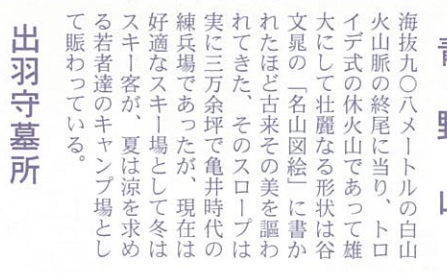 青野山
海抜九〇八メートルの白山
火山脈の終尾に当り、トロ
イデ式の休火山であって雄
大にして壮麗なる形状は谷
文晁の「名山図絵」に書か
れたほど古来その美を謳わ
れてきた、そのスロープは
実に三万余坪で亀井時代の
練兵場であったが、現在は
好適なスキー場として冬は
スキー客が、夏は涼を求め
る若者達のキャンプ場とし
て賑わっている。
出羽守墓所